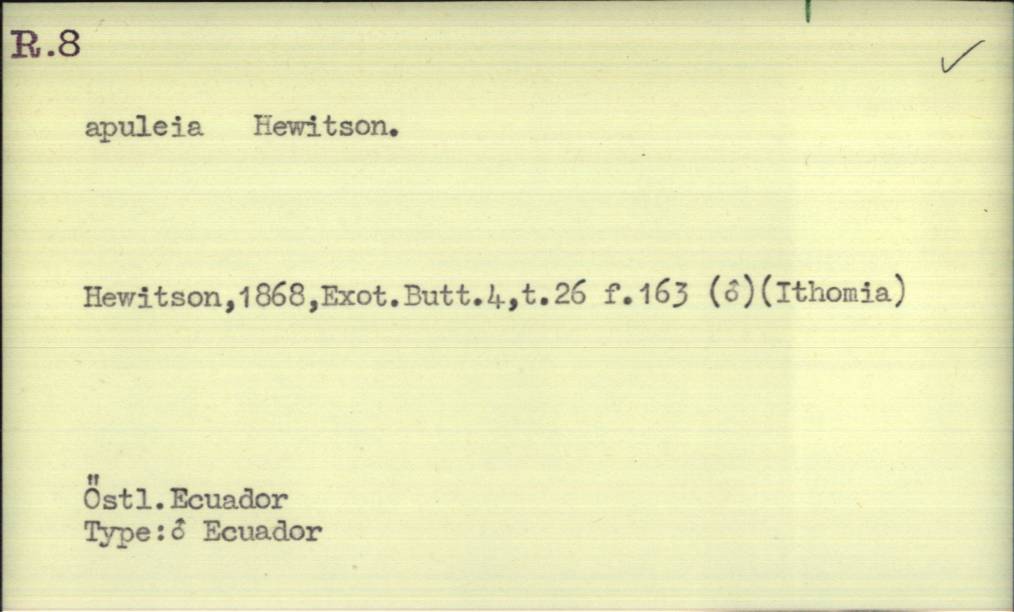 R.8
apuleia Hewitson.
Hewitson,1868,Exot.Butt.4,t.26 f.163 (♂)(Ithomia)
Östl.Ecuador
Type:♂ Ecuador